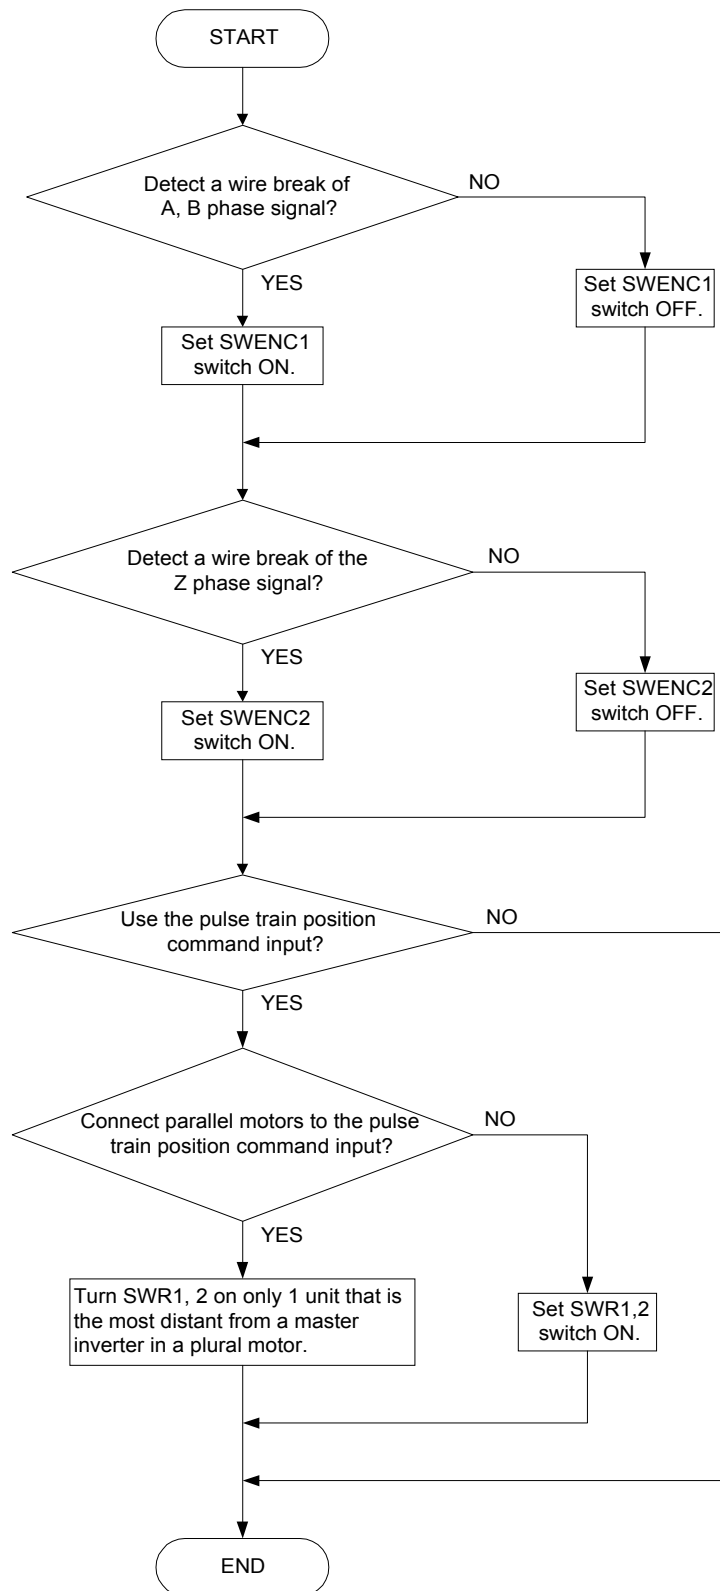 START
Detect a wire break of
A, B phase signal?
NO
YES
Set SWENC1
switch OFF.
Set SWENC1
switch ON.
Detect a wire break of the
Z phase signal?
NO
YES
Set SWENC2
switch OFF.
Set SWENC2
switch ON.
Use the pulse train position
command input?
NO
YES
Connect parallel motors to the pulse
train position command input?
NO
YES
Turn SWR1, 2 on only 1 unit that is
the most distant from a master
inverter in a plural motor.
Set SWR1,2
switch ON.
END